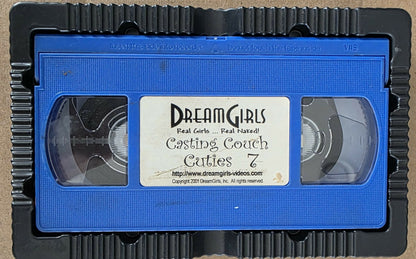 VHS
DREAMGIRLS
Real Girls ... Real Naked!
Casting Couch
Cuties 7
http://www.dreamgirls-videos.com
Copyright 2001 DreamGirls, Inc. All rights reserved